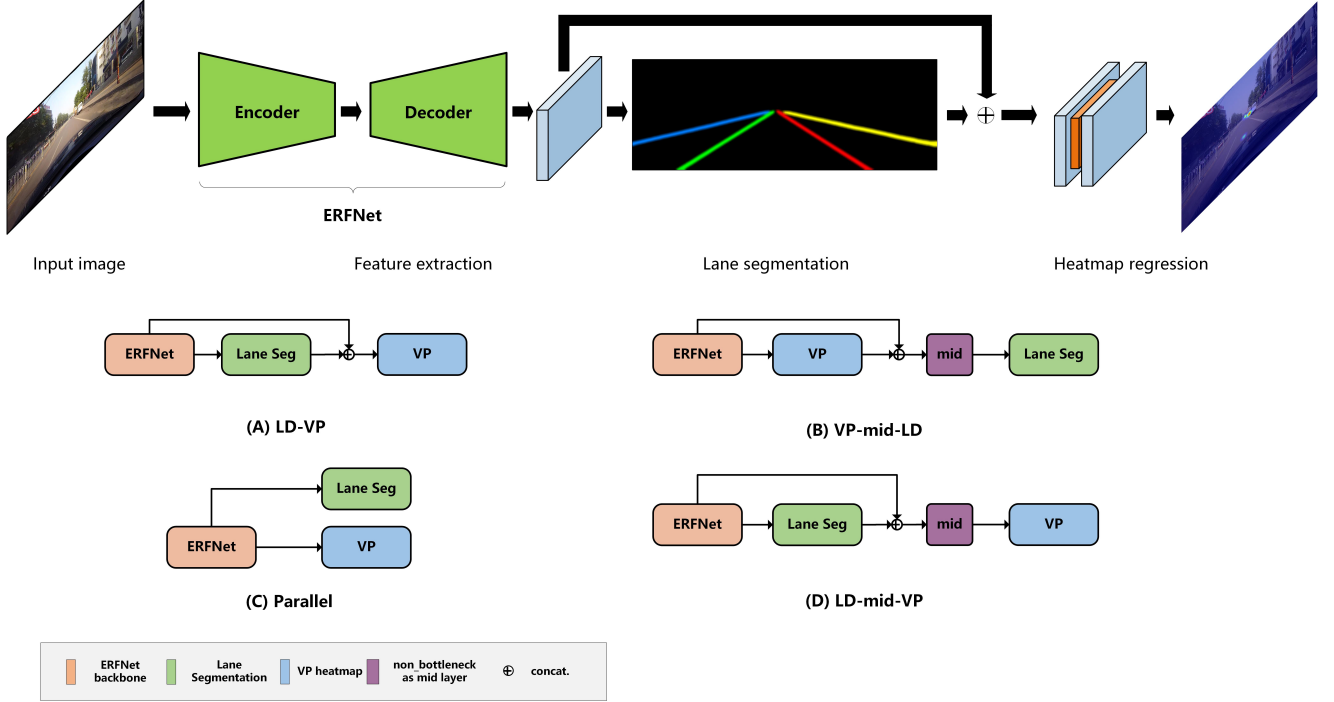 Encoder
Decoder
ERFNet
Input image
Feature extraction
Lane segmentation
Heatmap regression
ERFNet
Lane Seg
VP
(A) LD-VP
ERFNet
VP
mid
Lane Seg
(B) VP-mid-LD
Lane Seg
ERFNet
VP
(C) Parallel
ERFNet
Lane Seg
mid
VP
(D) LD-mid-VP
ERFNet
backbone
Lane
Segmentation
VP heatmap
non_bottleneck
as mid layer
concat.